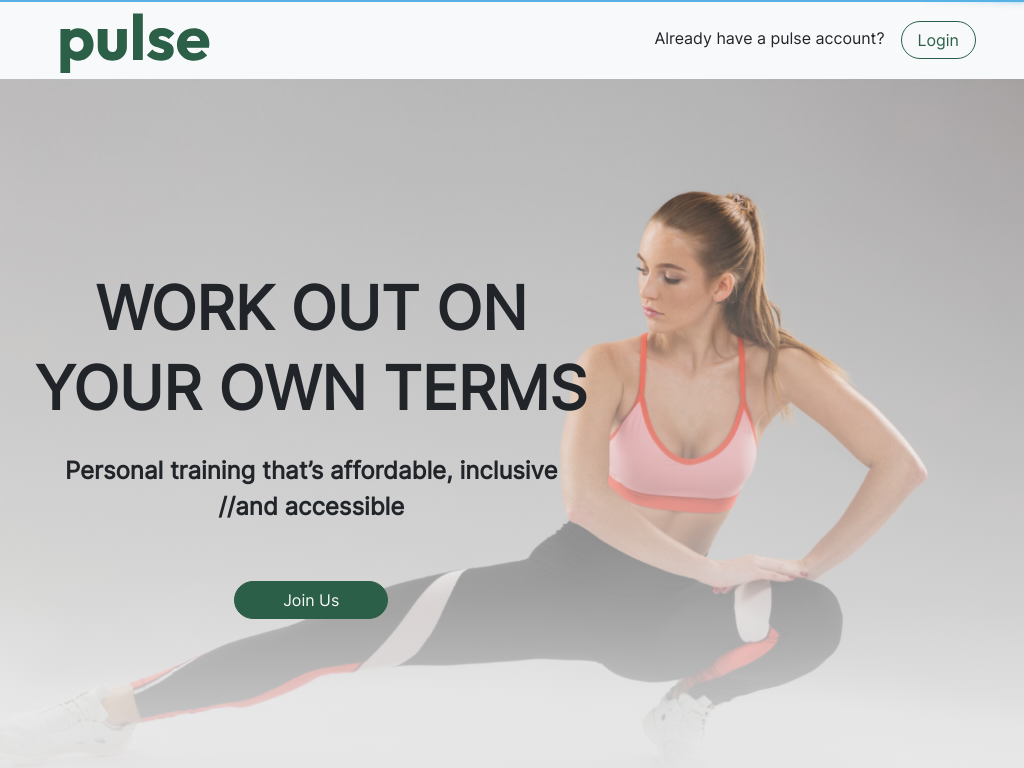 pulse
Already have a pulse account?
Login
WORK OUT ON
YOUR OWN TERMS
Personal training that’s affordable, inclusive
//and accessible
Join Us